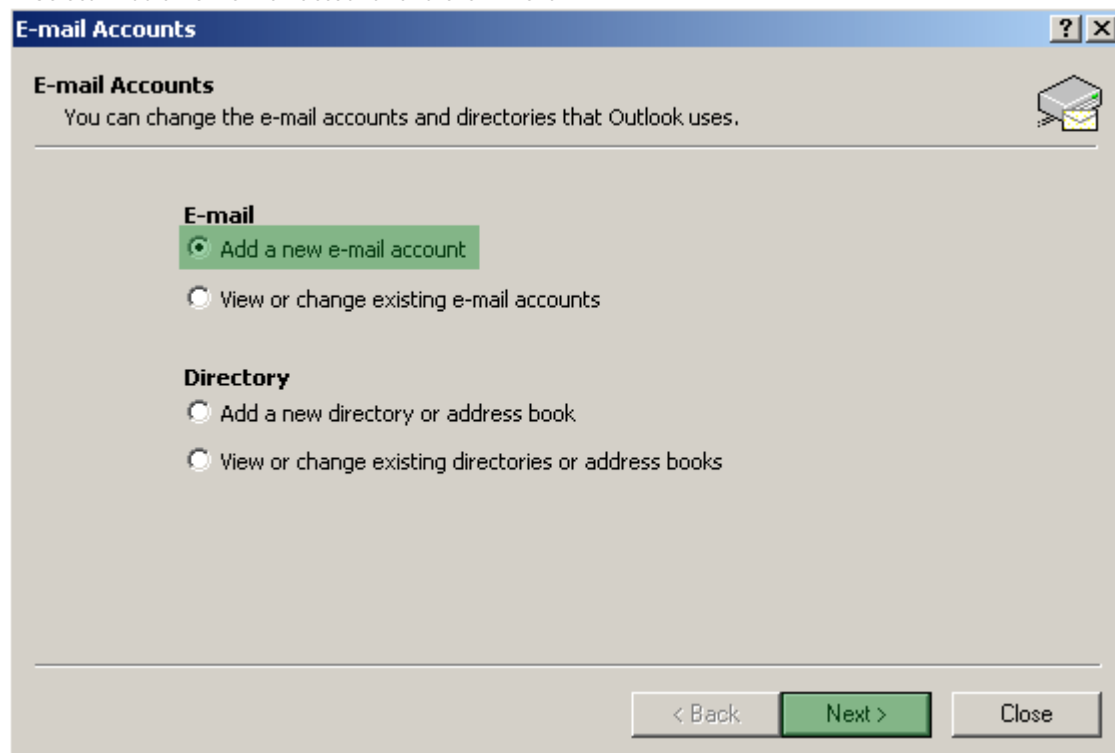 E-mail Accounts
E-mail Accounts
You can change the e-mail accounts and directories that Outlook uses.
E-mail
Add a new e-mail account
View or change existing e-mail accounts
Directory
Add a new directory or address book
View or change existing directories or address books
< Back Next > Close